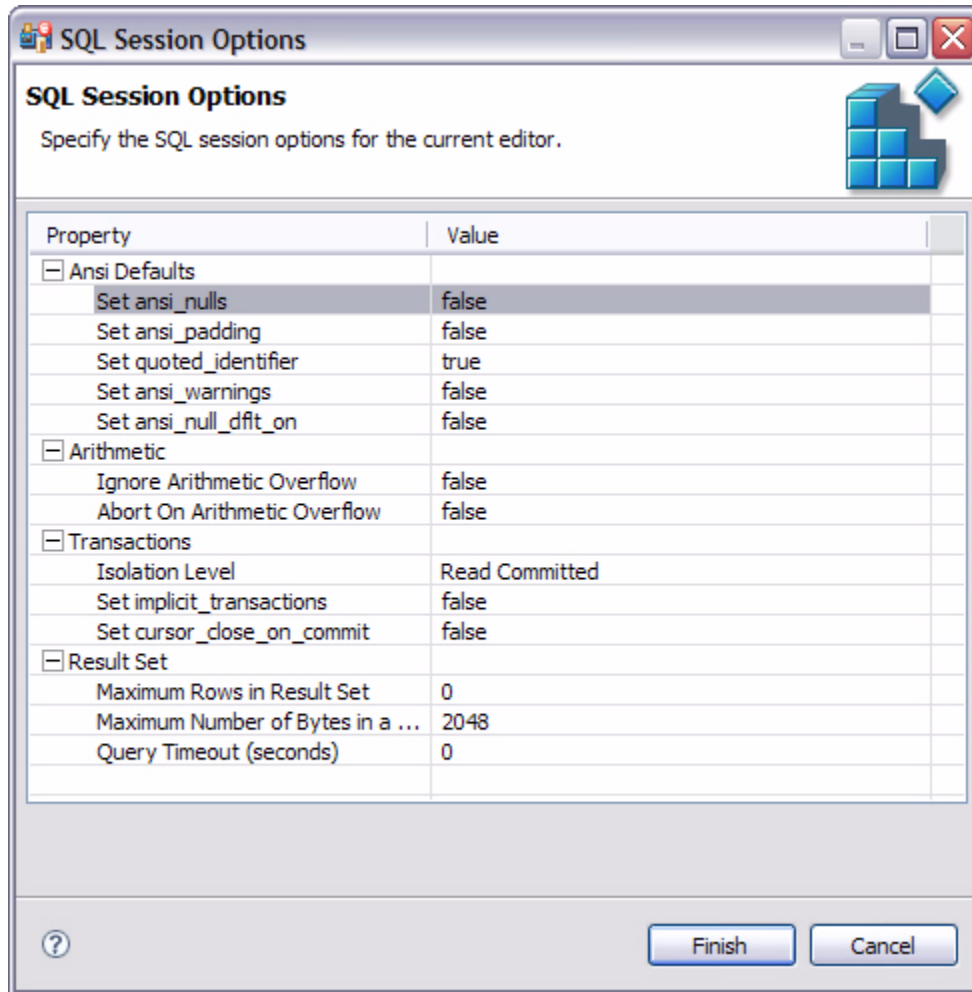 SQL Session Options
SQL Session Options
Specify the SQL session options for the current editor.
Property Value
Ansi Defaults
Set ansi_nulls false
Set ansi_padding false
Set quoted_identifier true
Set ansi_warnings false
Set ansi_null_dflt_on false
Arithmetic
Ignore Arithmetic Overflow false
Abort On Arithmetic Overflow false
Transactions
Isolation Level Read Committed
Set implicit_transactions false
Set cursor_close_on_commit false
Result Set
Maximum Rows in Result Set 0
Maximum Number of Bytes in a ... 2048
Query Timeout (seconds) 0
? Finish Cancel